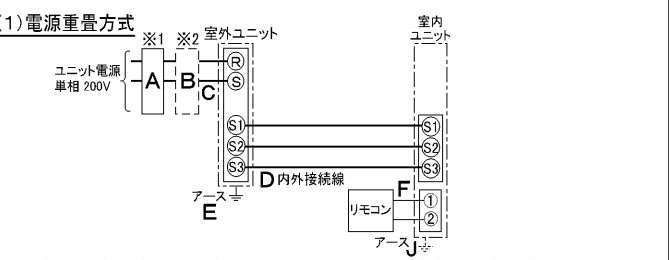 (1)電源重畳方式
※1 ※2 室外ユニット
室内
ユニット
ユニット電源
単相 200V
A B C
R
S
S1 S1
S2 S2
S3 S3
D 内外接続線
アース
E
F
リモコン
①
②
アース J